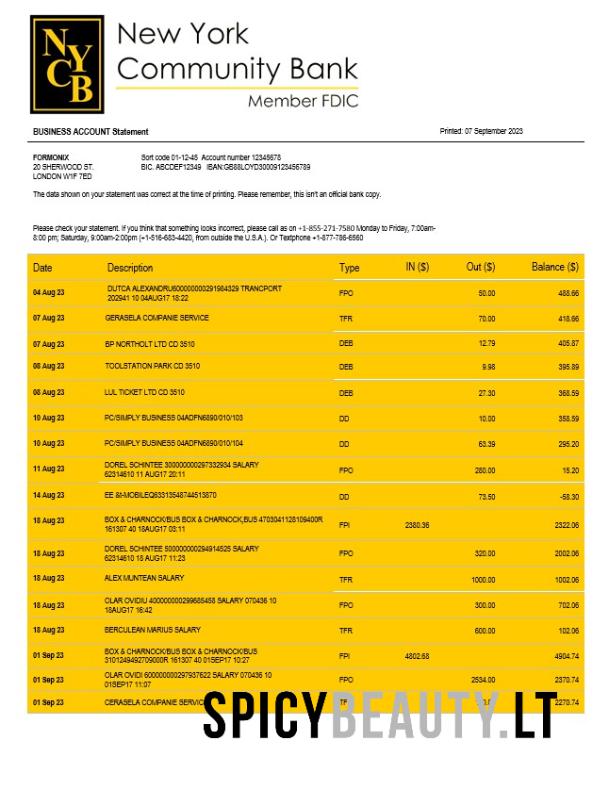 NYCB
New York
Community Bank
Member FDIC
BUSINESS ACCOUNT Statement Printed: 07 September 2023
FORMONIX Sort code 01-12-45 Account number 12345678
20 SHERWOOD ST. BIC. ABCDEF12349 IBAN:GB88LOYD30009123456789
LONDON W1F 7ED
The data shown on your statement was correct at the time of printing. Please remember, this isn't an official bank copy.
Please check your statement. If you think that something looks incorrect, please call as on +1-855-271-7580 Monday to Friday, 7:00am-
8:00 pm; Saturday, 9:00am-2:00pm (+1-516-683-4420, from outside the U.S.A.). Or Textphone +1-877-786-6560
Date Description Type IN ($) Out ($) Balance ($)
04 Aug 23 DUTCA ALEXANDRU600000000291984329 TRANCPORT FPO 50.00 488.66
202941 10 04AUG17 18:22
07 Aug 23 GERASELA COMPANIE SERVICE TFR 70.00 418.66
07 Aug 23 BP NORTHOLT LTD CD 3510 DEB 12.79 405.87
08 Aug 23 TOOLSTATION PARK CD 3510 DEB 9.98 395.89
08 Aug 23 LUL TICKET LTD CD 3510 DEB 27.30 368.59
10 Aug 23 PC/SIMPLY BUSINESS 04ADFN6890/010/103 DD 10.00 358.59
10 Aug 23 PC/SIMPLY BUSINESS 04ADFN6890/010/104 DD 63.39 295.20
11 Aug 23 DOREL SCHINTEE 300000000297332934 SALARY FPO 280.00 15.20
62314610 11 AUG17 20:11
14 Aug 23 EE &t-MOBILEQ63313548744513870 DD 73.50 -58.30
18 Aug 23 BOX & CHARNOCK/BUS BOX & CHARNOCK,BUS 4703041128109400R FPI 2380.36 2322.06
161307 40 18AUG17 03:11
18 Aug 23 DOREL SCHINTEE 500000000294914525 SALARY FPO 320.00 2002.06
62314610 18 AUG17 11:23
18 Aug 23 ALEX MUNTEAN SALARY TFR 1000.00 1002.06
18 Aug 23 OLAR OVIDIU 400000000299685458 SALARY 070436 10 FPO 300.00 702.06
18AUG17 16:42
18 Aug 23 BERCULEAN MARIUS SALARY TFR 600.00 102.06
01 Sep 23 BOX & CHARNOCK/BUS BOX & CHARNOCK/BUS FPI 4802.68 4904.74
3101249492709000R 161307 40 01SEP17 10:27
01 Sep 23 OLAR OVIDI 600000000297937622 SALARY 070436 10 FPO 2534.00 2370.74
01SEP17 11:07
01 Sep 23 CERASELA COMPANIE 2270.74
SPICYBEAUTY.LT